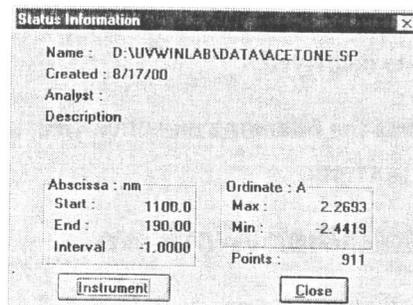 Status Information
Name : D:\UVWINLAB\DATA\ACETONE.SP
Created : 8/17/00
Analyst :
Description
Abscissa : nm
Start : 1100.0
End : 190.00
Interval -1.0000
Ordinate : A
Max : 2.2693
Min : -2.4419
Points : 911
Instrument
Close